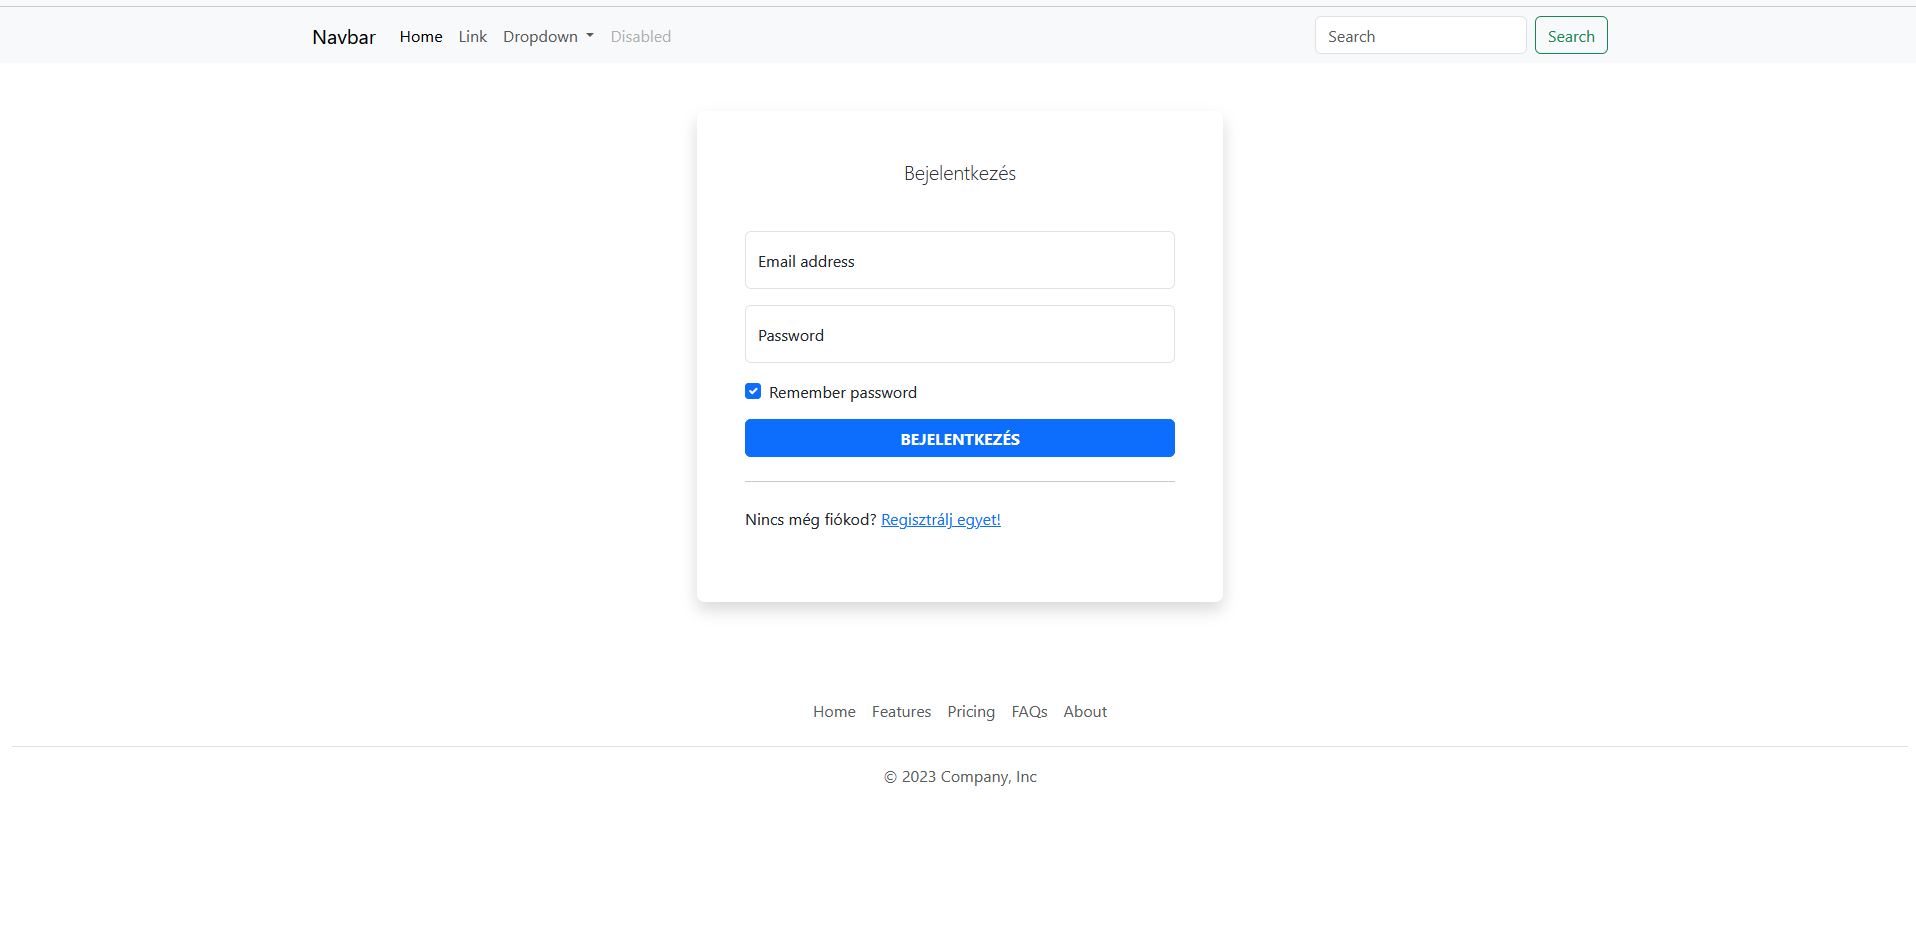 Navbar Home Link Dropdown Disabled Search Search
Bejelentkezés
Email address
Password
Remember password
BEJELENTKEZÉS
Nincs még fiókod? Regisztrálj egyet!
Home Features Pricing FAQs About
© 2023 Company, Inc